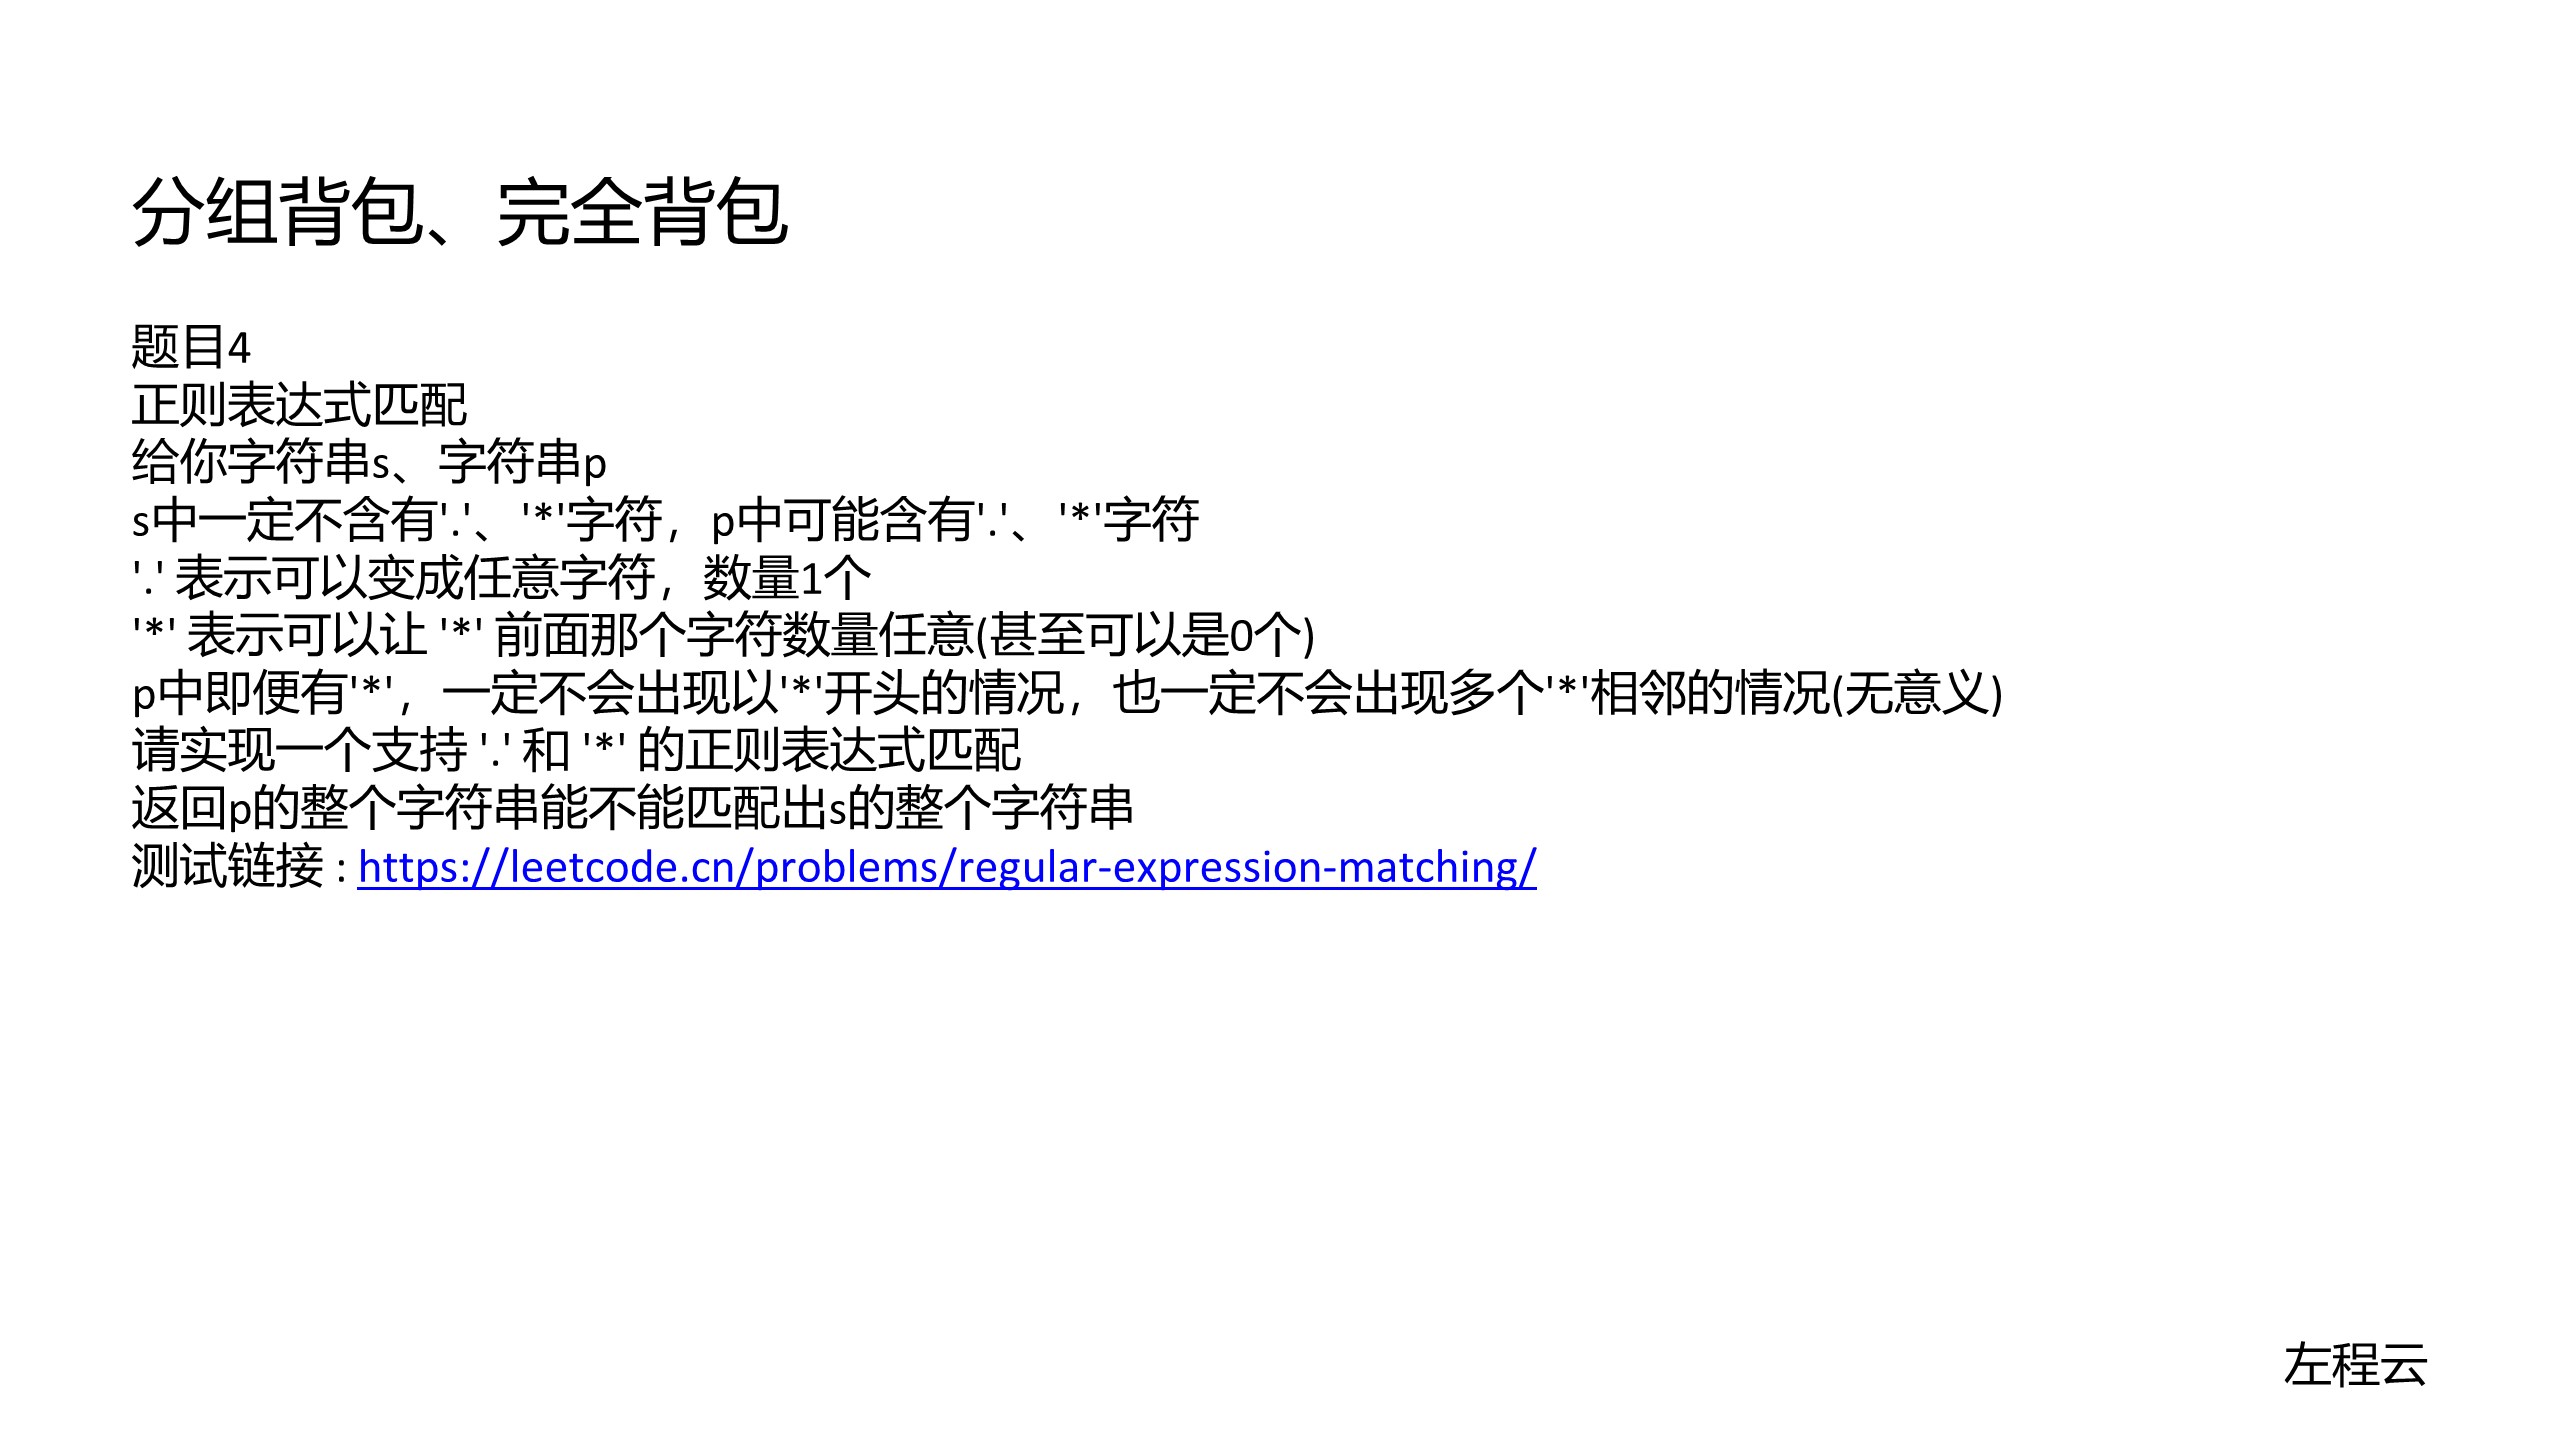 分组背包、完全背包
题目4
正则表达式匹配
给你字符串s、字符串p
s中一定不含有'.'、'*'字符，p中可能含有'.'、'*'字符
'.' 表示可以变成任意字符，数量1个
'*' 表示可以让 '*' 前面那个字符数量任意(甚至可以是0个)
p中即便有'*'，一定不会出现以'*'开头的情况，也一定不会出现多个'*'相邻的情况(无意义)
请实现一个支持 '.' 和 '*' 的正则表达式匹配
返回p的整个字符串能不能匹配出s的整个字符串
测试链接 : https://leetcode.cn/problems/regular-expression-matching/
左程云